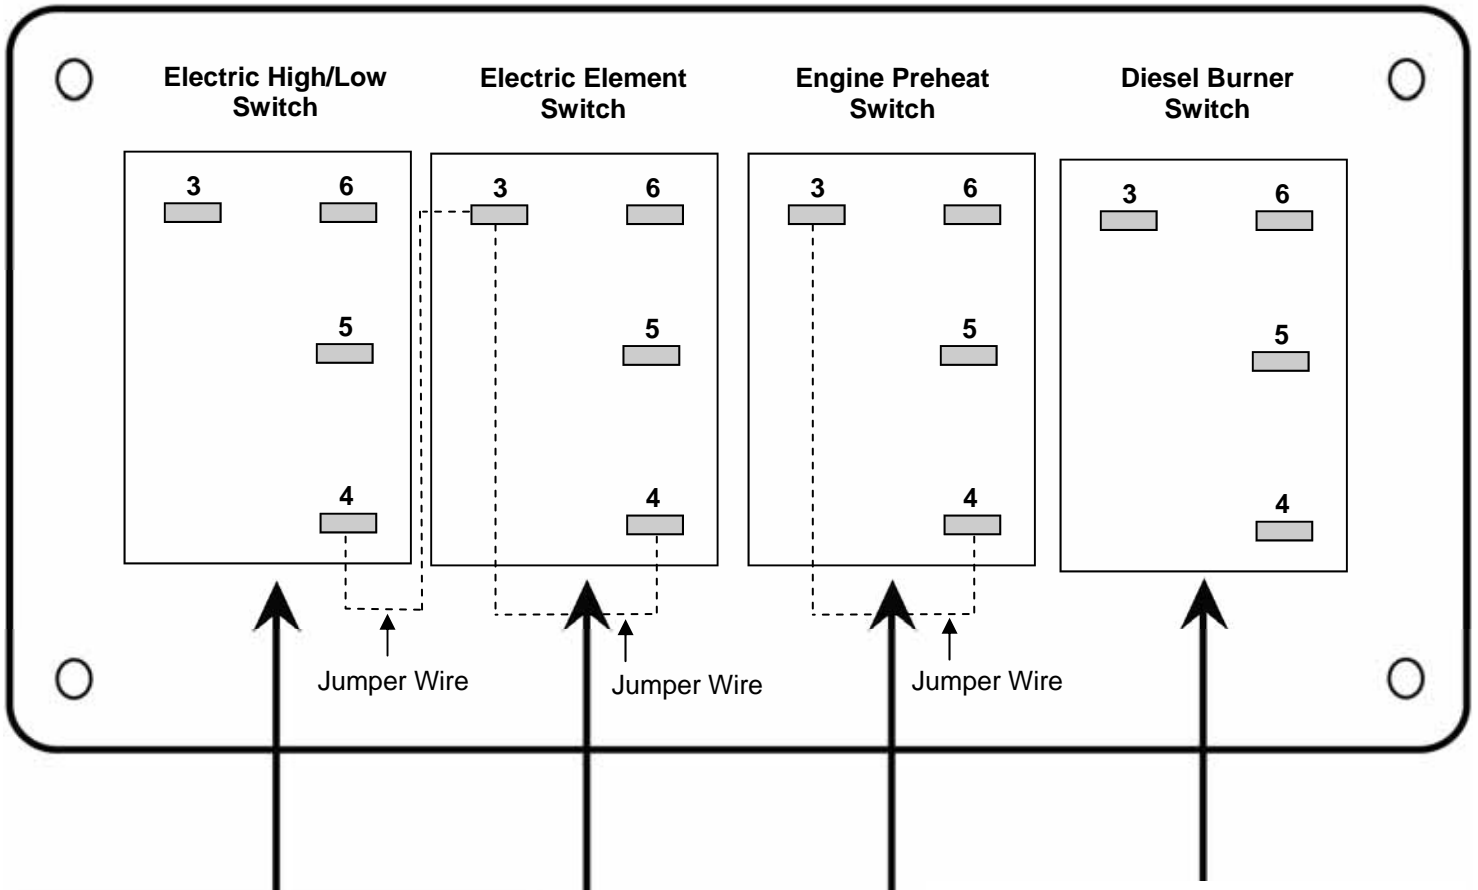 Electric High/Low
Switch
Electric Element
Switch
Engine Preheat
Switch
Diesel Burner
Switch
3 6
5
4
3 6
5
4
3 6
5
4
3 6
5
4
Jumper Wire
Jumper Wire
Jumper Wire